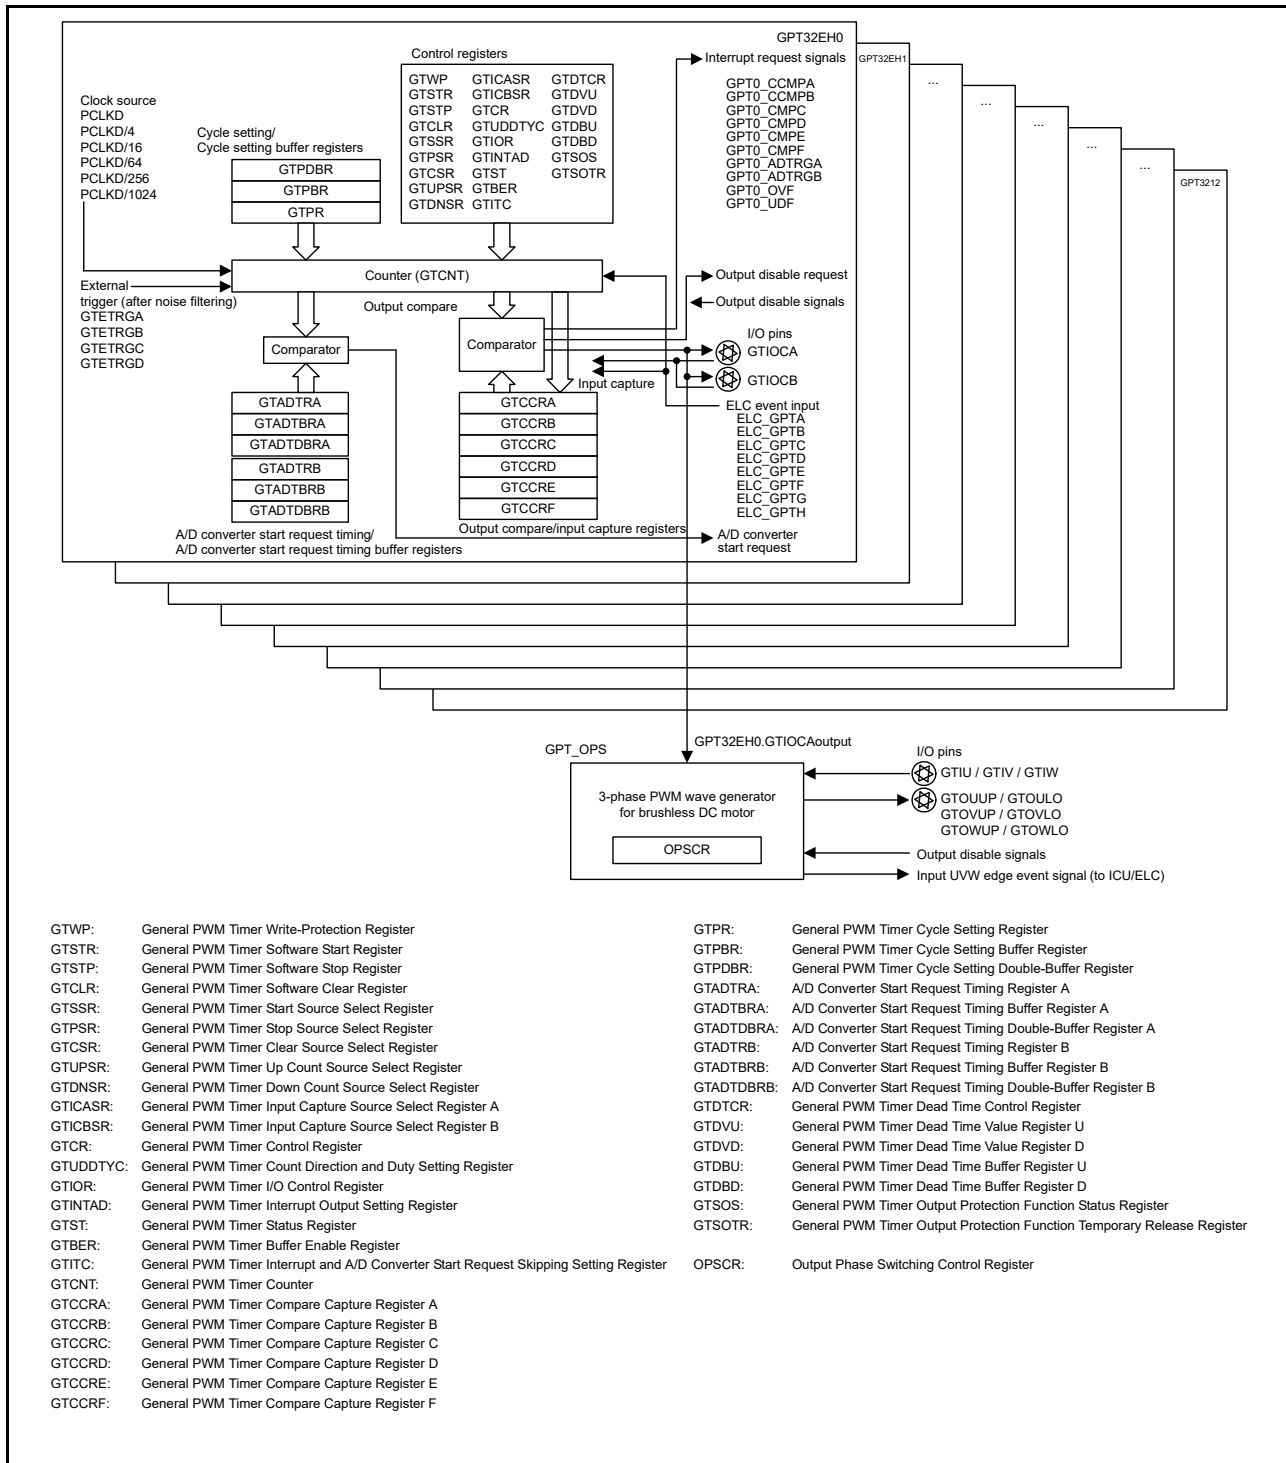 GPT32EH0
GPT32EH1
...
...
...
...
...
GPT3212
Control registers
GTWP GTICASR GTDTCR
GTSTR GTICBSR GTDVU
GTSTP GTCR GTDVD
GTCLR GTUDDTYC GTDBU
GTSSR GTIOR GTDBD
GTPSR GTINTAD GTSOS
GTCSR GTST GTSOTR
GTUPSR GTBER
GTDNSR GTITC
Interrupt request signals
GPT0_CCMPA
GPT0_CCMPB
GPT0_CMPC
GPT0_CMPD
GPT0_CMPE
GPT0_CMPF
GPT0_ADTRGA
GPT0_ADTRGB
GPT0_OVF
GPT0_UDF
Clock source
PCLKD
PCLKD/4
PCLKD/16
PCLKD/64
PCLKD/256
PCLKD/1024
Cycle setting/
Cycle setting buffer registers
GTPDBR
GTPBR
GTPR
Counter (GTCNT)
External
trigger (after noise filtering)
GTETRGA
GTETRGB
GTETRGC
GTETRGD
Output compare
Comparator
Comparator
Output disable request
Output disable signals
I/O pins
GTIOCA
GTIOCB
Input capture
ELC event input
ELC_GPTA
ELC_GPTB
ELC_GPTC
ELC_GPTD
ELC_GPTE
ELC_GPTF
ELC_GPTG
ELC_GPTH
GTADTRA
GTADTBRA
GTADTDBRA
GTADTRB
GTADTBRB
GTADTDBRB
GTCCRA
GTCCRB
GTCCRC
GTCCRD
GTCCRE
GTCCRF
Output compare/input capture registers
A/D converter start request timing/
A/D converter start request timing buffer registers
A/D converter
start request
GPT_OPS
GPT32EH0.GTIOCAoutput
3-phase PWM wave generator
for brushless DC motor
OPSCR
I/O pins
GTIU / GTIV / GTIW
GTOUUP / GTOULO
GTOVUP / GTOVLO
GTOWUP / GTOWLO
Output disable signals
Input UVW edge event signal (to ICU/ELC)
GTWP: General PWM Timer Write-Protection Register
GTSTR: General PWM Timer Software Start Register
GTSTP: General PWM Timer Software Stop Register
GTCLR: General PWM Timer Software Clear Register
GTSSR: General PWM Timer Start Source Select Register
GTPSR: General PWM Timer Stop Source Select Register
GTCSR: General PWM Timer Clear Source Select Register
GTUPSR: General PWM Timer Up Count Source Select Register
GTDNSR: General PWM Timer Down Count Source Select Register
GTICASR: General PWM Timer Input Capture Source Select Register A
GTICBSR: General PWM Timer Input Capture Source Select Register B
GTCR: General PWM Timer Control Register
GTUDDTYC: General PWM Timer Count Direction and Duty Setting Register
GTIOR: General PWM Timer I/O Control Register
GTINTAD: General PWM Timer Interrupt Output Setting Register
GTST: General PWM Timer Status Register
GTBER: General PWM Timer Buffer Enable Register
GTITC: General PWM Timer Interrupt and A/D Converter Start Request Skipping Setting Register
GTCNT: General PWM Timer Counter
GTCCRA: General PWM Timer Compare Capture Register A
GTCCRB: General PWM Timer Compare Capture Register B
GTCCRC: General PWM Timer Compare Capture Register C
GTCCRD: General PWM Timer Compare Capture Register D
GTCCRE: General PWM Timer Compare Capture Register E
GTCCRF: General PWM Timer Compare Capture Register F
GTPR: General PWM Timer Cycle Setting Register
GTPBR: General PWM Timer Cycle Setting Buffer Register
GTPDBR: General PWM Timer Cycle Setting Double-Buffer Register
GTADTRA: A/D Converter Start Request Timing Register A
GTADTBRA: A/D Converter Start Request Timing Buffer Register A
GTADTDBRA: A/D Converter Start Request Timing Double-Buffer Register A
GTADTRB: A/D Converter Start Request Timing Register B
GTADTBRB: A/D Converter Start Request Timing Buffer Register B
GTADTDBRB: A/D Converter Start Request Timing Double-Buffer Register B
GTDTCR: General PWM Timer Dead Time Control Register
GTDVU: General PWM Timer Dead Time Value Register U
GTDVD: General PWM Timer Dead Time Value Register D
GTDBU: General PWM Timer Dead Time Buffer Register U
GTDBD: General PWM Timer Dead Time Buffer Register D
GTSOS: General PWM Timer Output Protection Function Status Register
GTSOTR: General PWM Timer Output Protection Function Temporary Release Register
OPSCR: Output Phase Switching Control Register